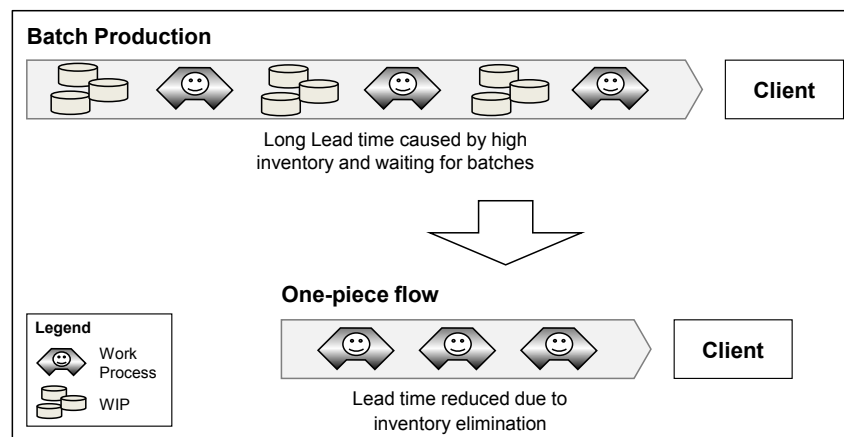 Batch Production
Client
Long Lead time caused by high
inventory and waiting for batches
One-piece flow
Client
Lead time reduced due to
inventory elimination
Legend
Work
Process
WIP